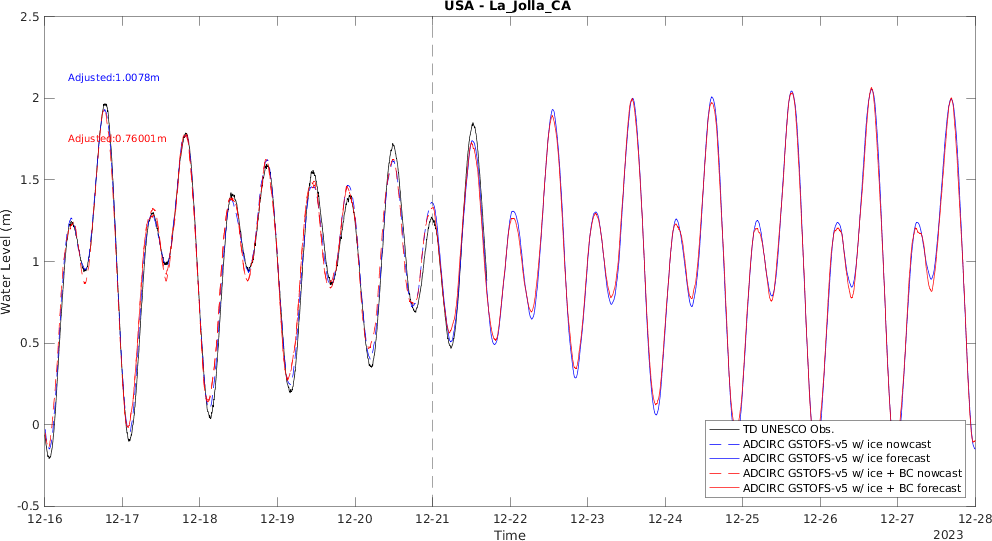 USA - La_Jolla_CA
2.5
2
1.5
1
0.5
0
-0.5
Water Level (m)
Adjusted:1.0078m
Adjusted:0.76001m
TD UNESCO Obs.
ADCIRC GSTOFS-v5 w/ ice nowcast
ADCIRC GSTOFS-v5 w/ ice forecast
ADCIRC GSTOFS-v5 w/ ice + BC nowcast
ADCIRC GSTOFS-v5 w/ ice + BC forecast
12-16 12-17 12-18 12-19 12-20 12-21 12-22 12-23 12-24 12-25 12-26 12-27 12-28
Time
2023